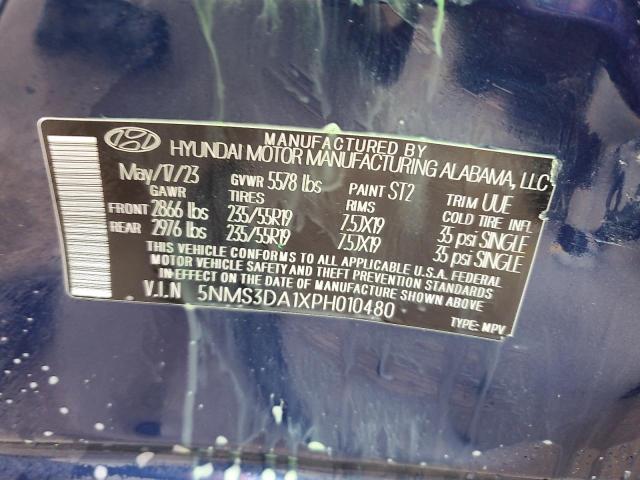 MANUFACTURED BY
HYUNDAI MOTOR MANUFACTURING ALABAMA, LLC
May/17/23 GVWR 5578 lbs PAINT ST2 TRIM UUE
GAWR TIRES RIMS COLD TIRE INFL
FRONT 2866 lbs 235/55R19 7.5JX19 35 psi SINGLE
REAR 2976 lbs 235/55R19 7.5JX19 35 psi SINGLE
THIS VEHICLE CONFORMS TO ALL APPLICABLE U.S.A. FEDERAL
MOTOR VEHICLE SAFETY AND THEFT PREVENTION STANDARDS
IN EFFECT ON THE DATE OF MANUFACTURE SHOWN ABOVE.
V.I.N 5NMS3DA1XPH010480
TYPE: MPV